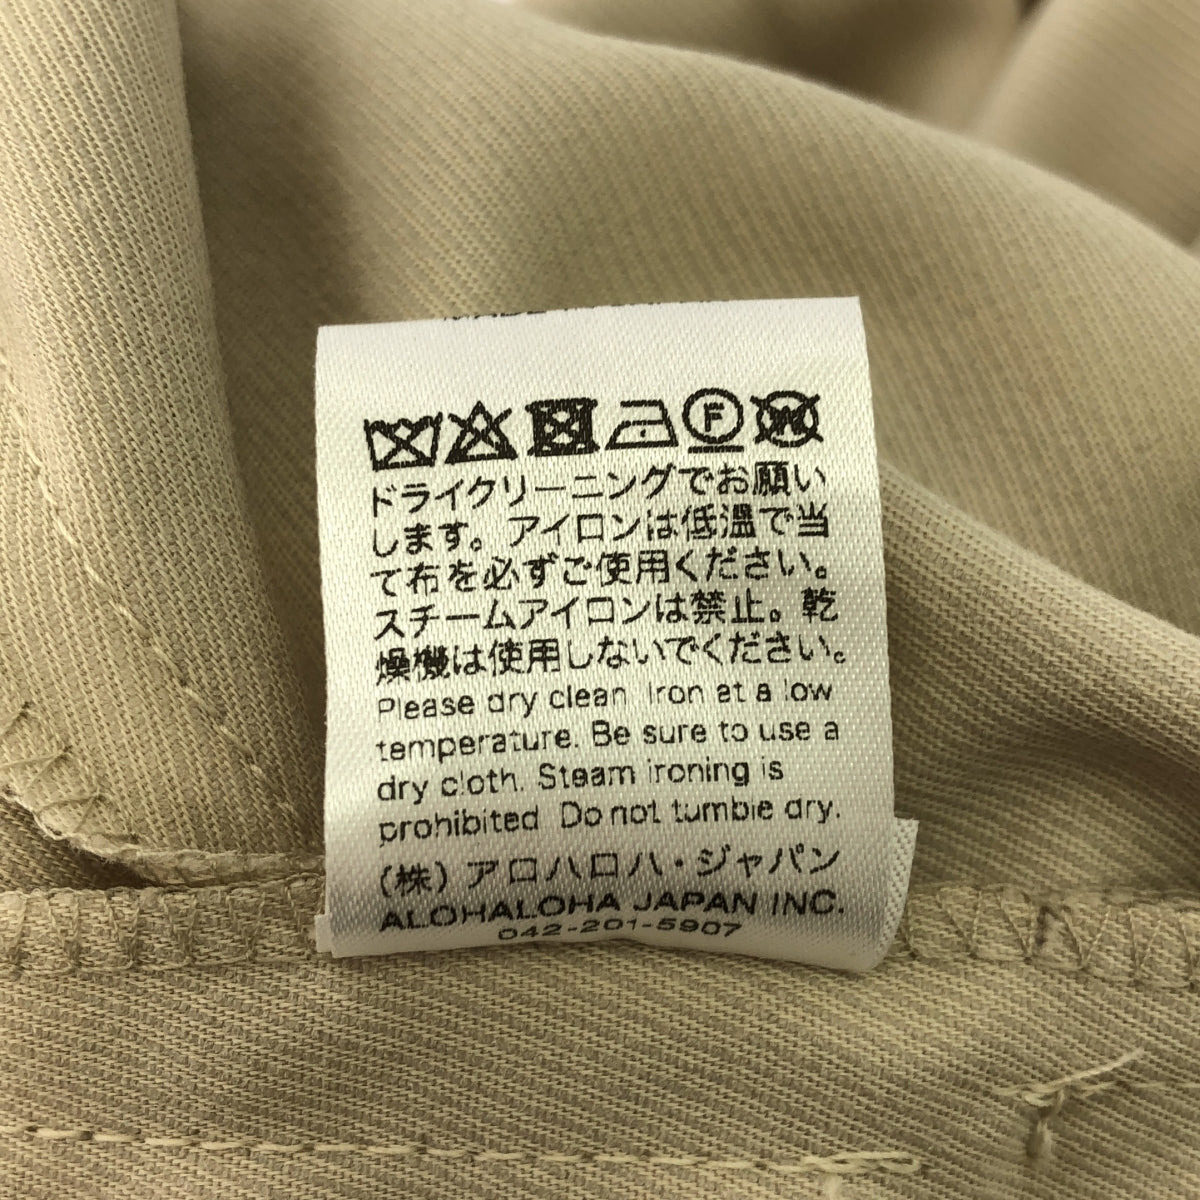 F W
ドライクリーニングでお願い
します。アイロンは低温で当
て布を必ずご使用ください。
スチームアイロンは禁止。乾
燥機は使用しないでください。
Please dry clean. Iron at a low
temperature. Be sure to use a
dry cloth. Steam ironing is
prohibited. Do not tumble dry.
(株)アロハロハ・ジャパン
ALOHALOHA JAPAN INC.
042-201-5907